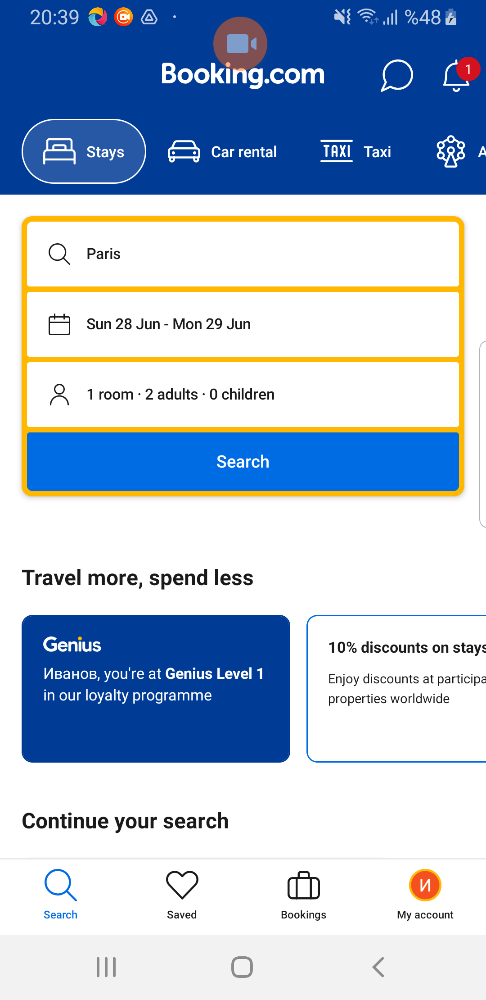 20:39
%48
Booking.com
1
Stays
Car rental
TAXI
Taxi
A
Paris
Sun 28 Jun - Mon 29 Jun
1 room · 2 adults · 0 children
Search
Travel more, spend less
Genius
Иванов, you're at Genius Level 1
in our loyalty programme
10% discounts on stays
Enjoy discounts at participa
properties worldwide
Continue your search
Search
Saved
Bookings
И
My account